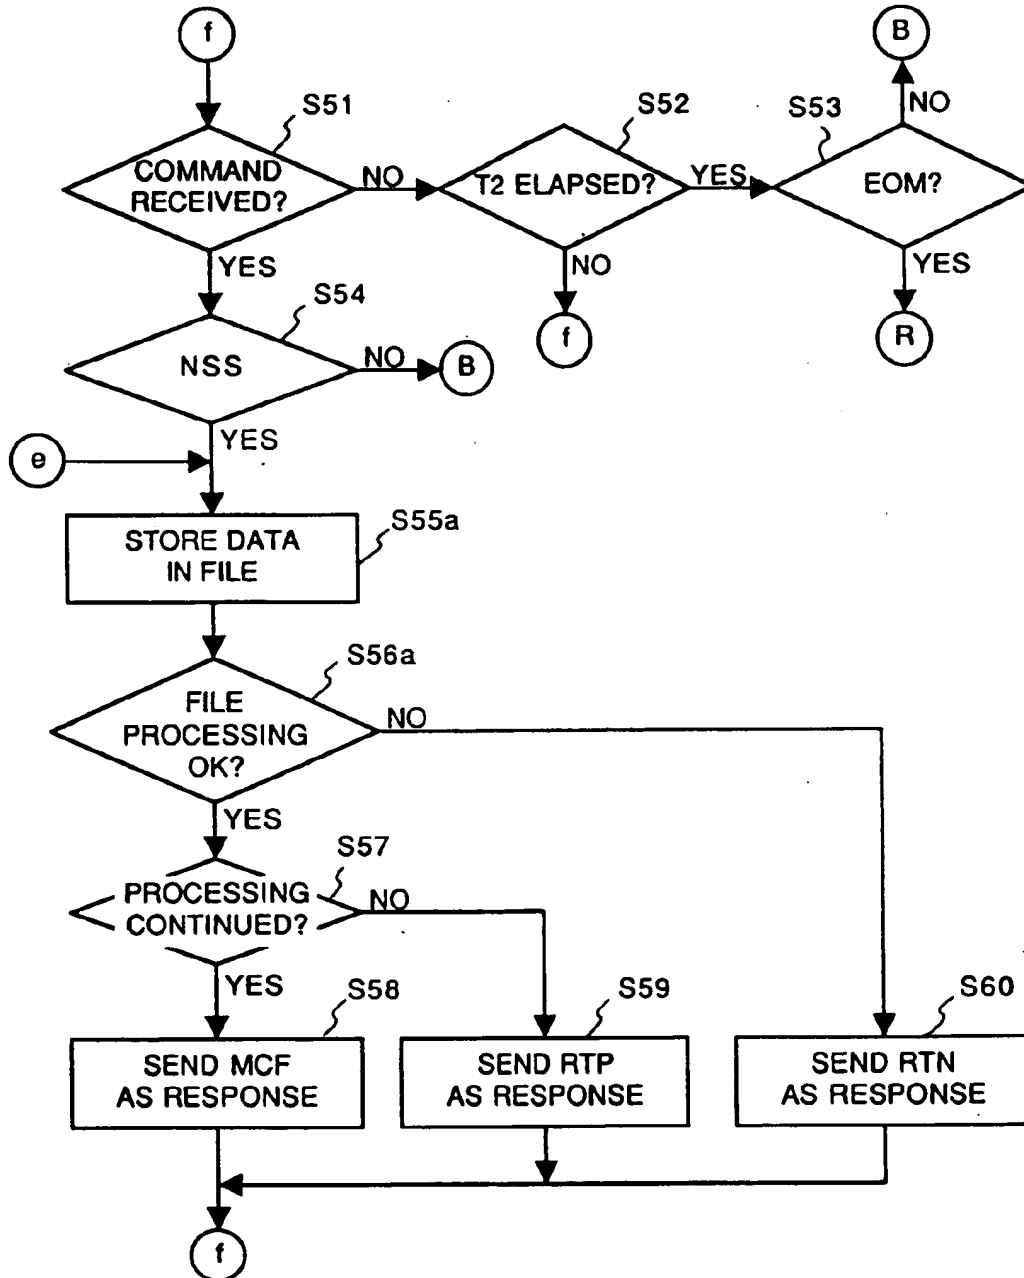 f
B
S51
S52
S53
NO
COMMAND
RECEIVED?
NO
T2 ELAPSED?
YES
EOM?
YES
NO
YES
S54
f
R
NSS
NO
B
YES
e
S55a
STORE DATA
IN FILE
S56a
FILE
PROCESSING
OK?
NO
YES
S57
PROCESSING
CONTINUED?
NO
YES
S58
S59
S60
SEND MCF
AS RESPONSE
SEND RTP
AS RESPONSE
SEND RTN
AS RESPONSE
f